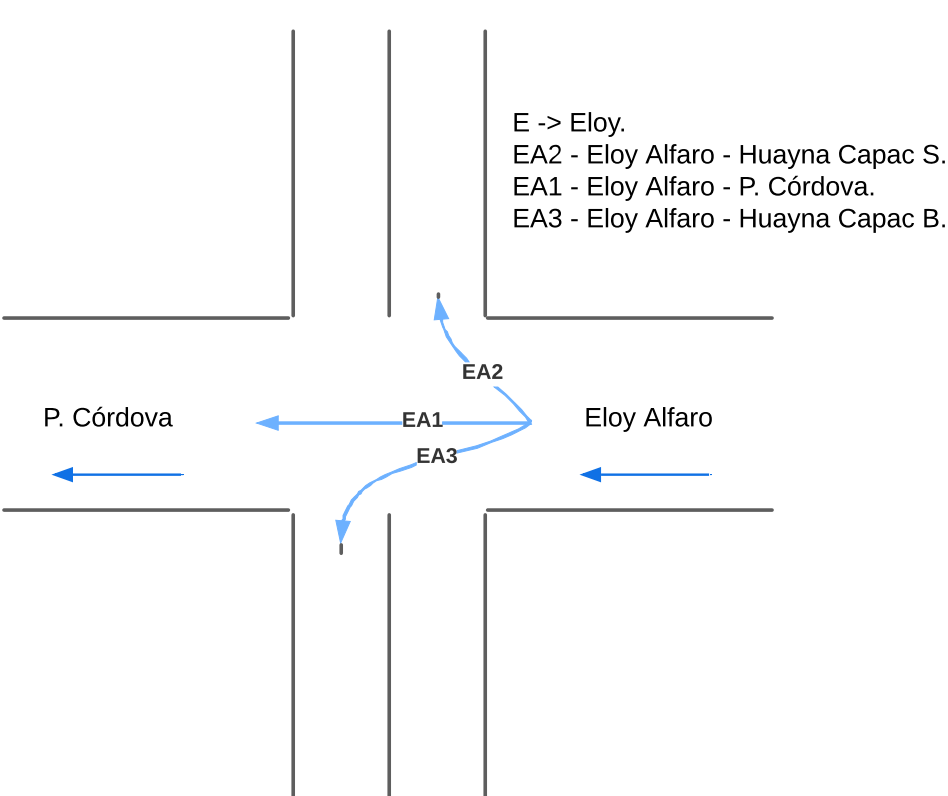 E -> Eloy.
EA2 - Eloy Alfaro - Huayna Capac S.
EA1 - Eloy Alfaro - P. Córdova.
EA3 - Eloy Alfaro - Huayna Capac B.
EA2
P. Córdova
EA1
Eloy Alfaro
EA3